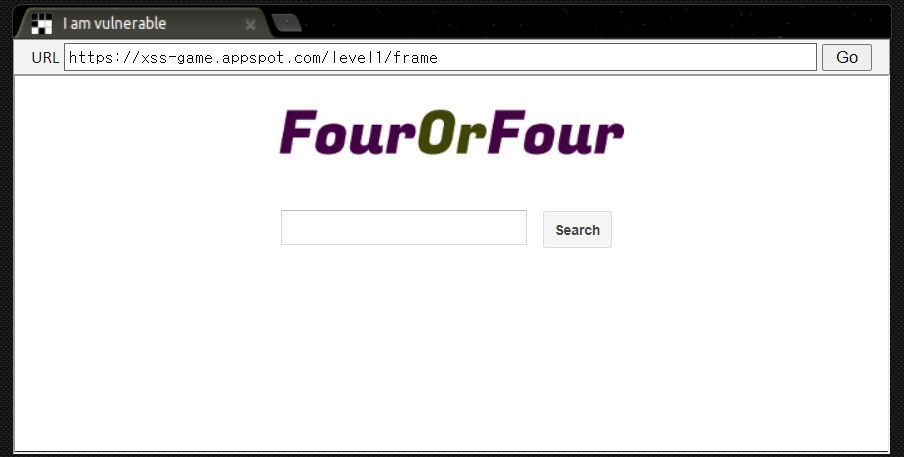 I am vulnerable
URL https://xss-game.appspot.com/level1/frame Go
FourOrFour
Search